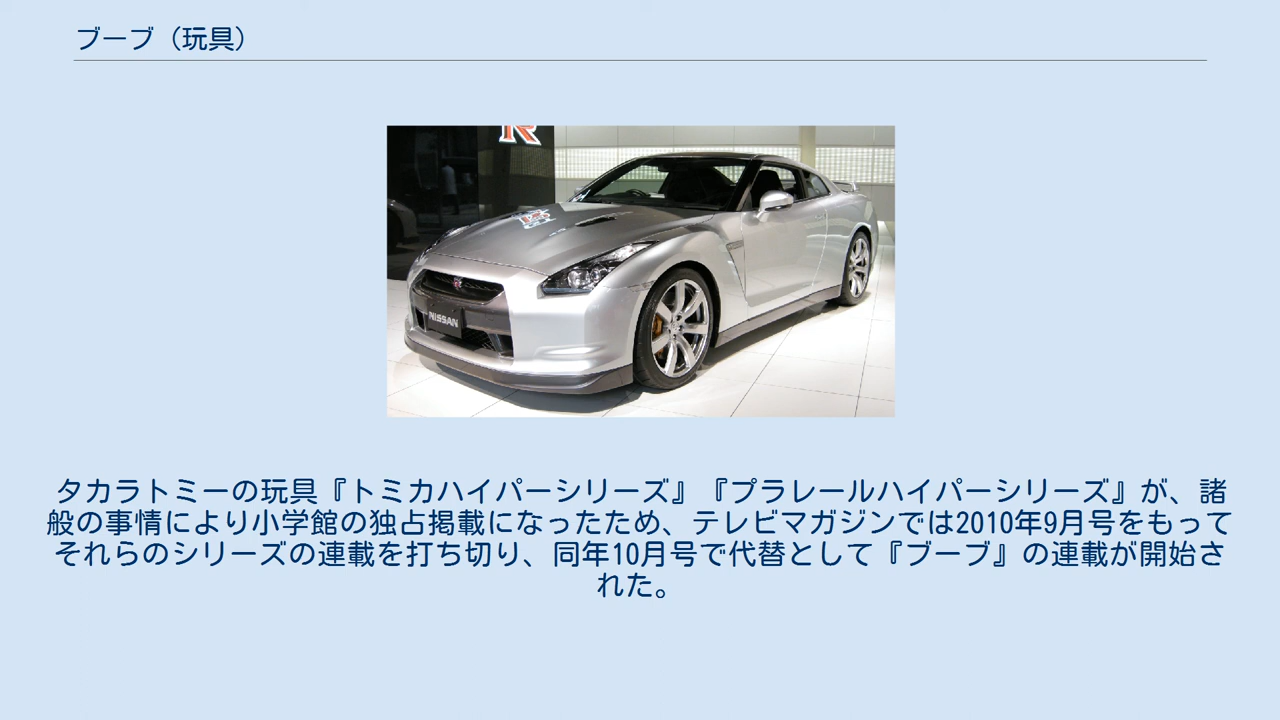 ブーブ（玩具）
R
NISSAN
タカラトミーの玩具『トミカハイパーシリーズ』『プラレールハイパーシリーズ』が、諸
般の事情により小学館の独占掲載になったため、テレビマガジンでは2010年9月号をもって
それらのシリーズの連載を打ち切り、同年10月号で代替として『ブーブ』の連載が開始さ
れた。